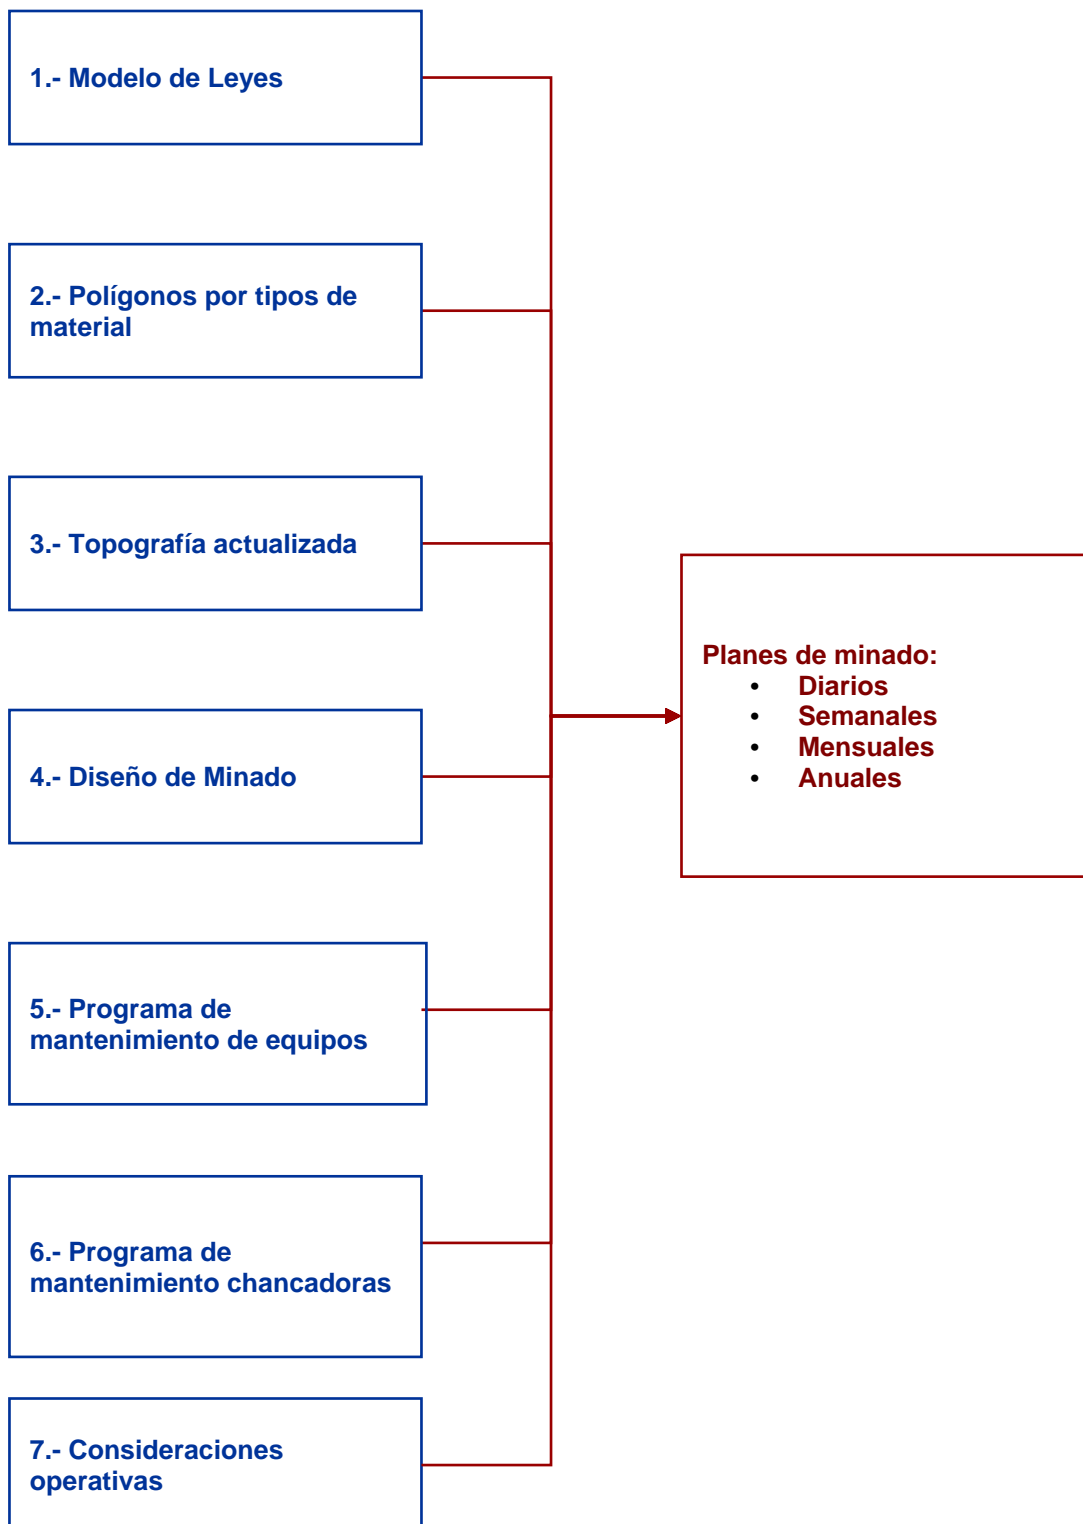 1.- Modelo de Leyes
2.- Polígonos por tipos de
material
3.- Topografía actualizada
4.- Diseño de Minado
5.- Programa de
mantenimiento de equipos
6.- Programa de
mantenimiento chancadoras
7.- Consideraciones
operativas
Planes de minado:
• Diarios
• Semanales
• Mensuales
• Anuales